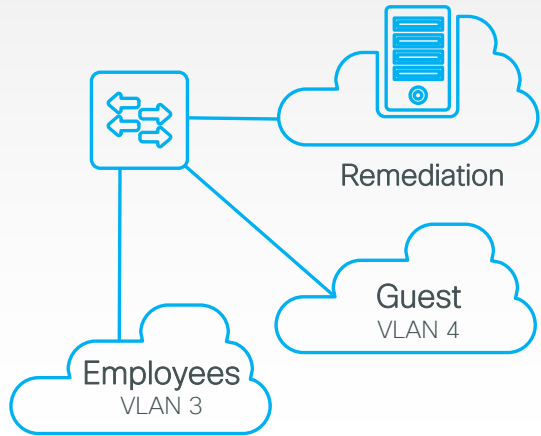 Remediation
Guest
VLAN 4
Employees
VLAN 3